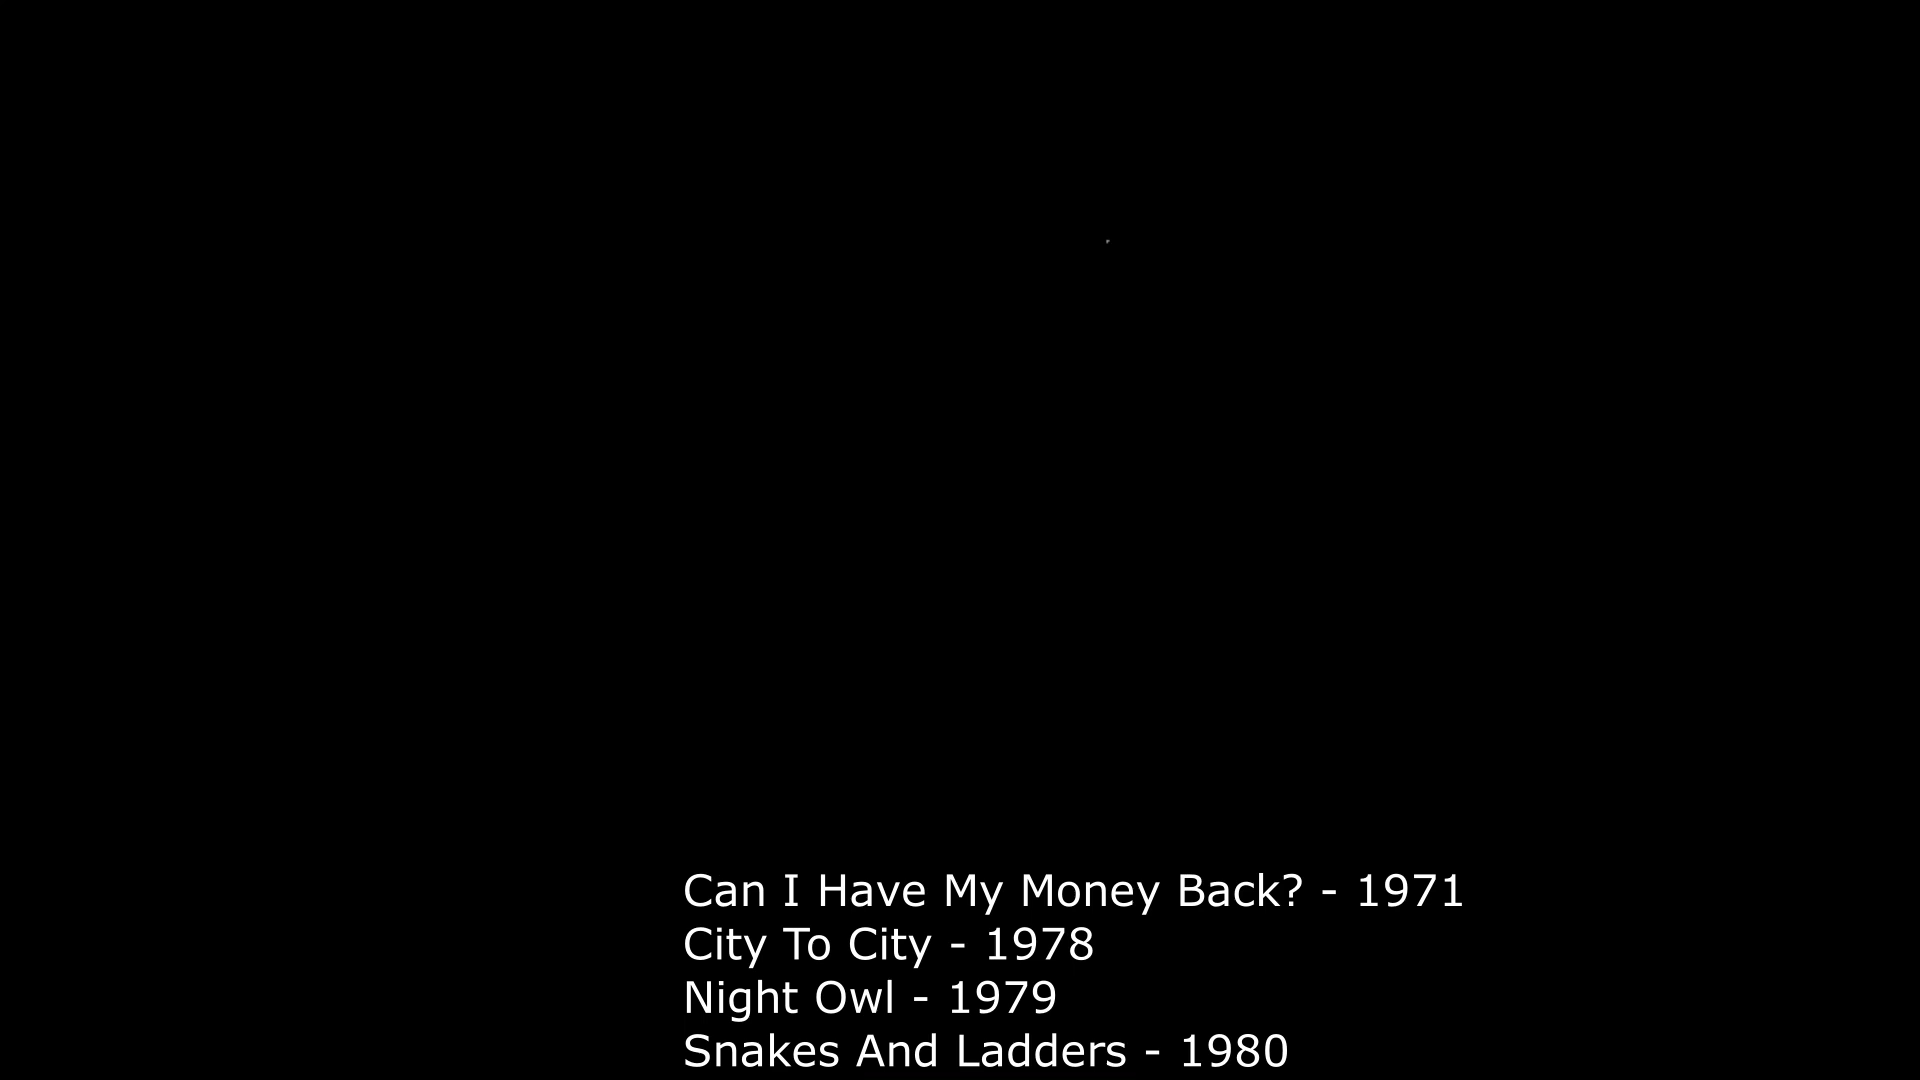 Can I Have My Money Back? - 1971
City To City - 1978
Night Owl - 1979
Snakes And Ladders - 1980